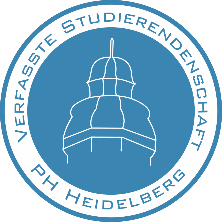 VERFASSTE STUDIERENDENSCHAFT
PH HEIDELBERG